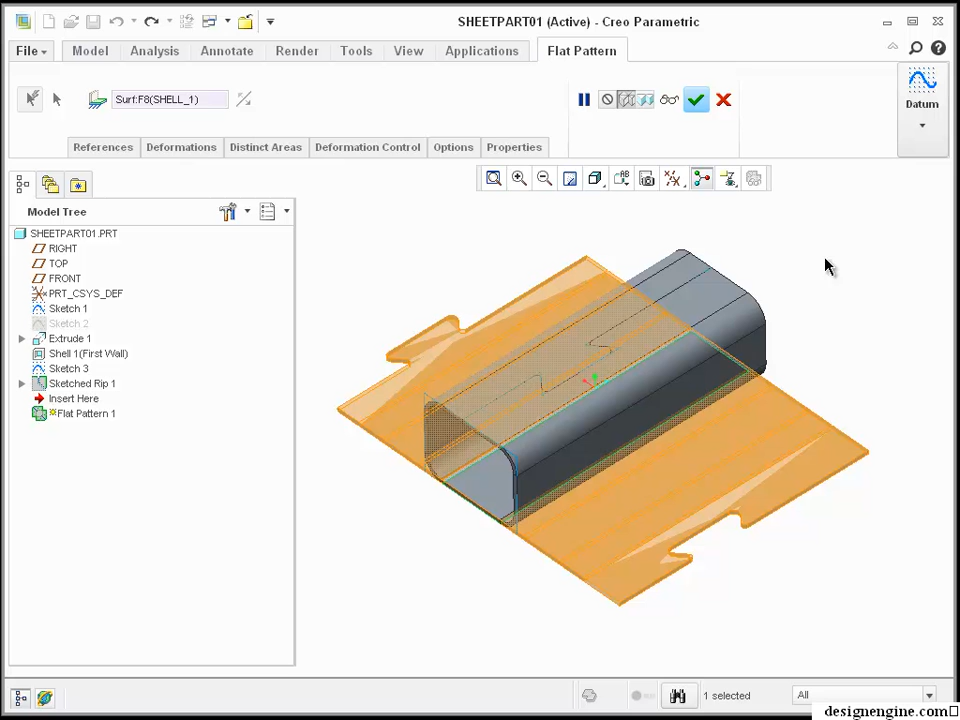 SHEETPART01 (Active) - Creo Parametric
File Model Analysis Annotate Render Tools View Applications Flat Pattern
Surf:F8(SHELL_1)
Datum
References Deformations Distinct Areas Deformation Control Options Properties
Model Tree
SHEETPART01.PRT
RIGHT
TOP
FRONT
PRT_CSYS_DEF
Sketch 1
Sketch 2
Extrude 1
Shell 1(First Wall)
Sketch 3
Sketched Rip 1
Insert Here
Flat Pattern 1
1 selected
All
designengine.com